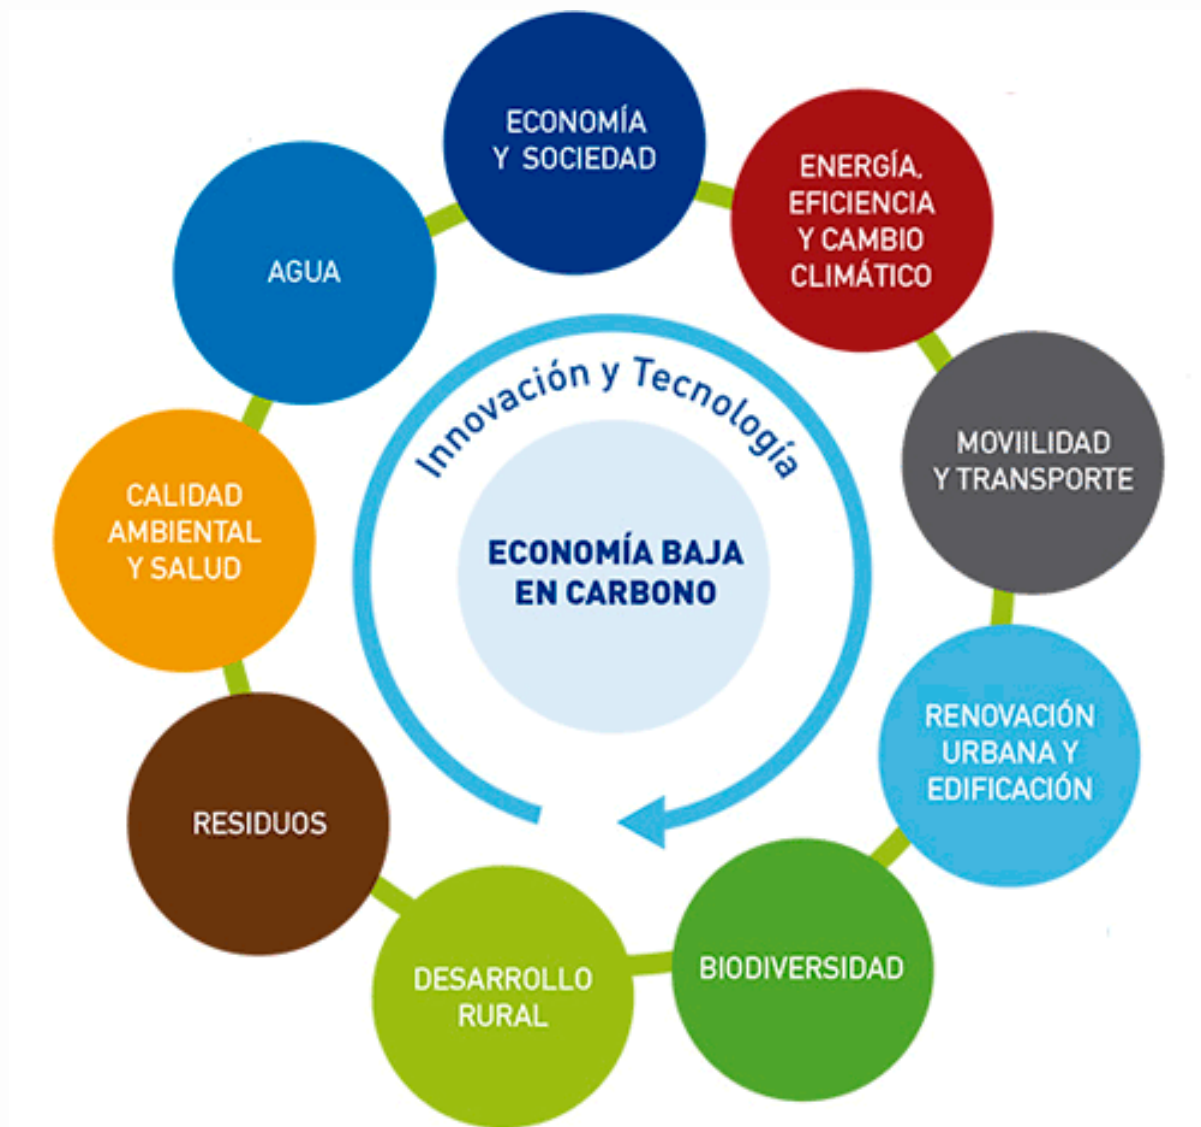 ECONOMÍA
Y SOCIEDAD
ENERGÍA,
EFICIENCIA
Y CAMBIO
CLIMÁTICO
MOVIILIDAD
Y TRANSPORTE
RENOVACIÓN
URBANA Y
EDIFICACIÓN
BIODIVERSIDAD
DESARROLLO
RURAL
RESIDUOS
CALIDAD
AMBIENTAL
Y SALUD
AGUA
Innovación y Tecnología
ECONOMÍA BAJA
EN CARBONO